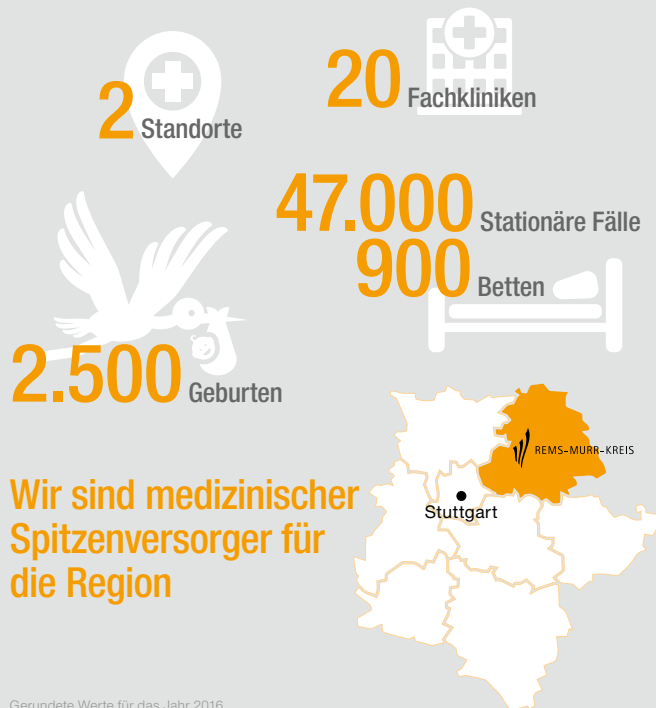 2 Standorte
20 Fachkliniken
47.000 Stationäre Fälle
900 Betten
2.500 Geburten
REMS-MURR-KREIS
Stuttgart
Wir sind medizinischer
Spitzenversorger für
die Region
Gerundete Werte für das Jahr 2016